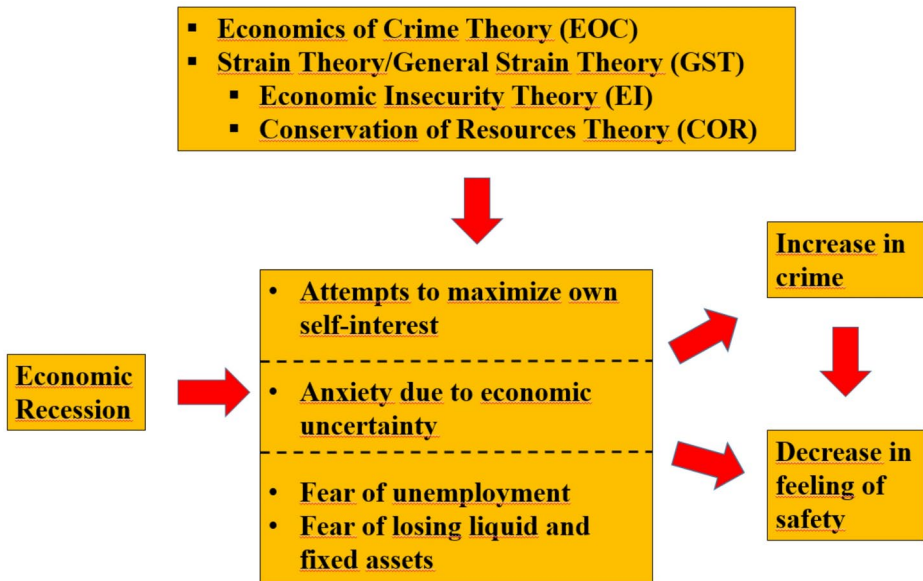 ▪ Economics of Crime Theory (EOC)
▪ Strain Theory/General Strain Theory (GST)
▪ Economic Insecurity Theory (EI)
▪ Conservation of Resources Theory (COR)
Economic
Recession
• Attempts to maximize own
self-interest
• Anxiety due to economic
uncertainty
• Fear of unemployment
• Fear of losing liquid and
fixed assets
Increase in
crime
Decrease in
feeling of
safety